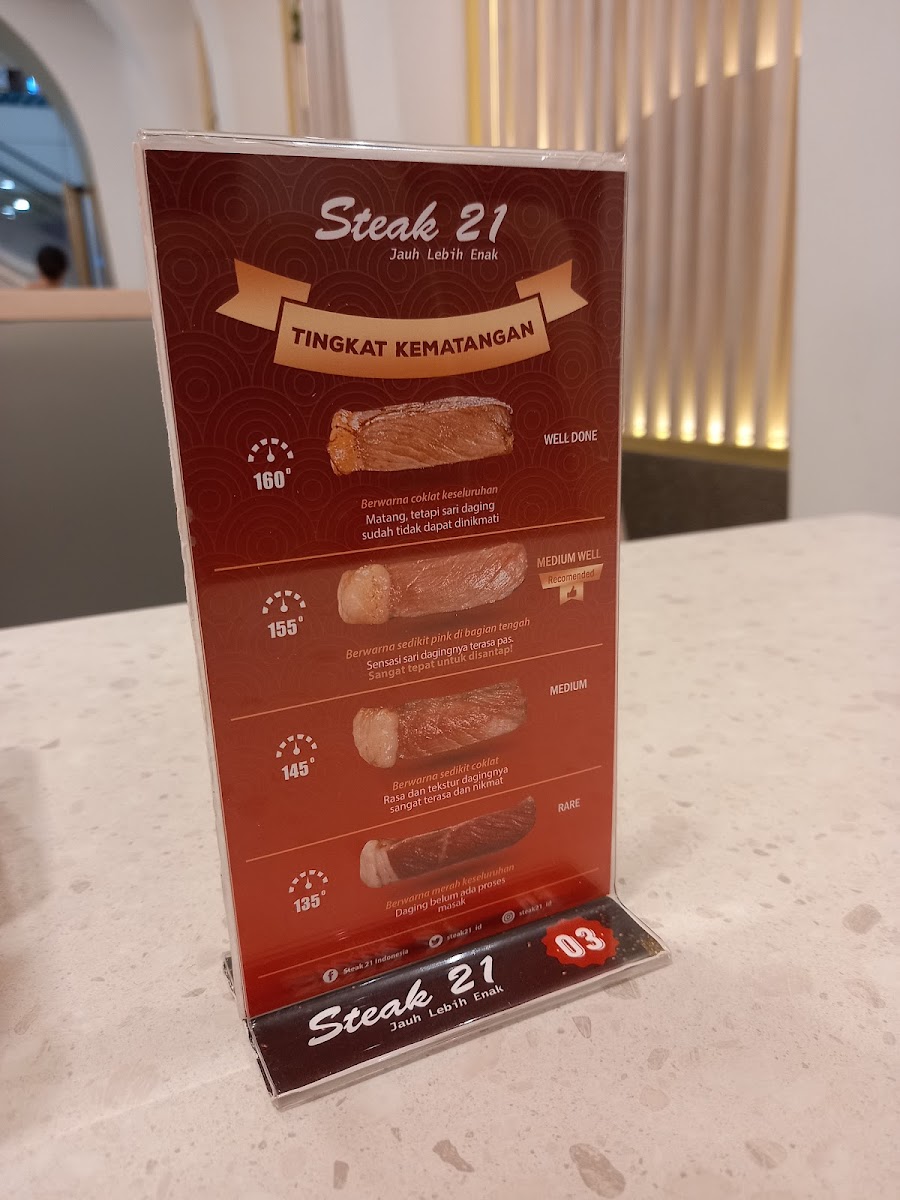 Steak 21
Jauh Lebih Enak
TINGKAT KEMATANGAN
160°
WELL DONE
Berwarna coklat keseluruhan
Matang, tetapi sari daging
sudah tidak dapat dinikmati
155°
MEDIUM WELL
Recomended
Berwarna sedikit pink di bagian tengah
Sensasi sari dagingnya terasa pas.
Sangat tepat untuk disantap!
145°
MEDIUM
Berwarna sedikit coklat
Rasa dan tekstur dagingnya
sangat terasa dan nikmat
135°
RARE
Berwarna merah keseluruhan
Daging belum ada proses
masak
Steak 21 Indonesia
steak21_id
steak21_id
Steak 21
Jauh Lebih Enak
03